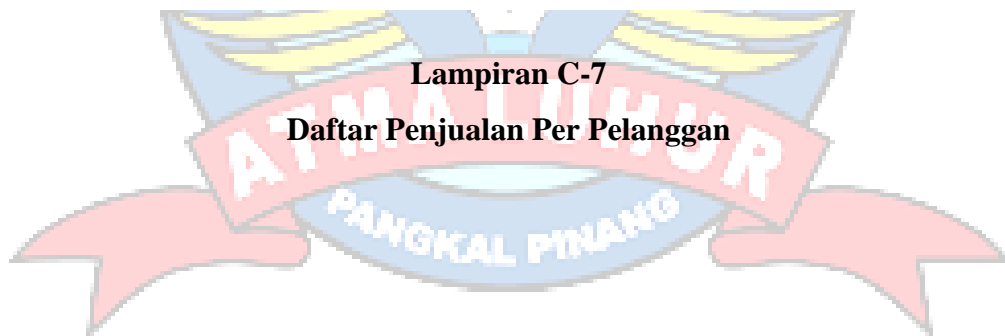 Lampiran C-7
Daftar Penjualan Per Pelanggan
ATMA LUHUR
PANGKAL PINANG